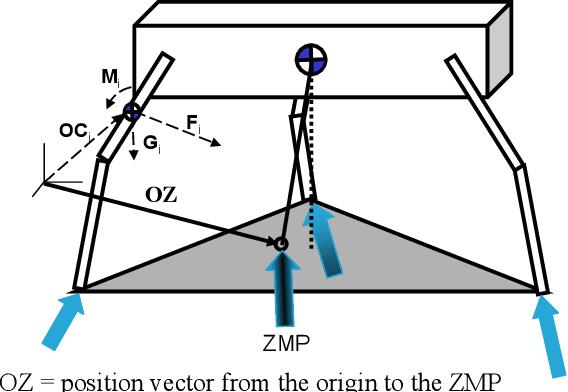 Mi
OCi
Fi
Gi
OZ
ZMP
OZ = position vector from the origin to the ZMP